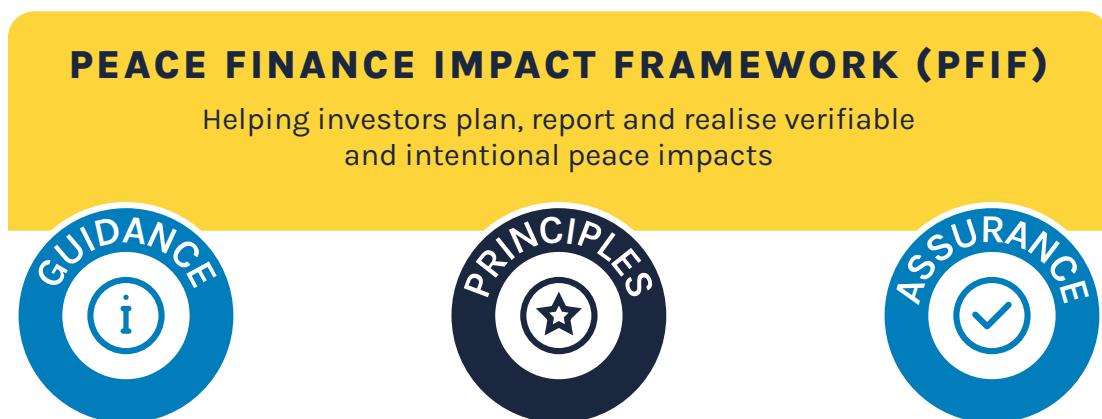 PEACE FINANCE IMPACT FRAMEWORK (PFIF)
Helping investors plan, report and realise verifiable
and intentional peace impacts
GUIDANCE
PRINCIPLES
ASSURANCE